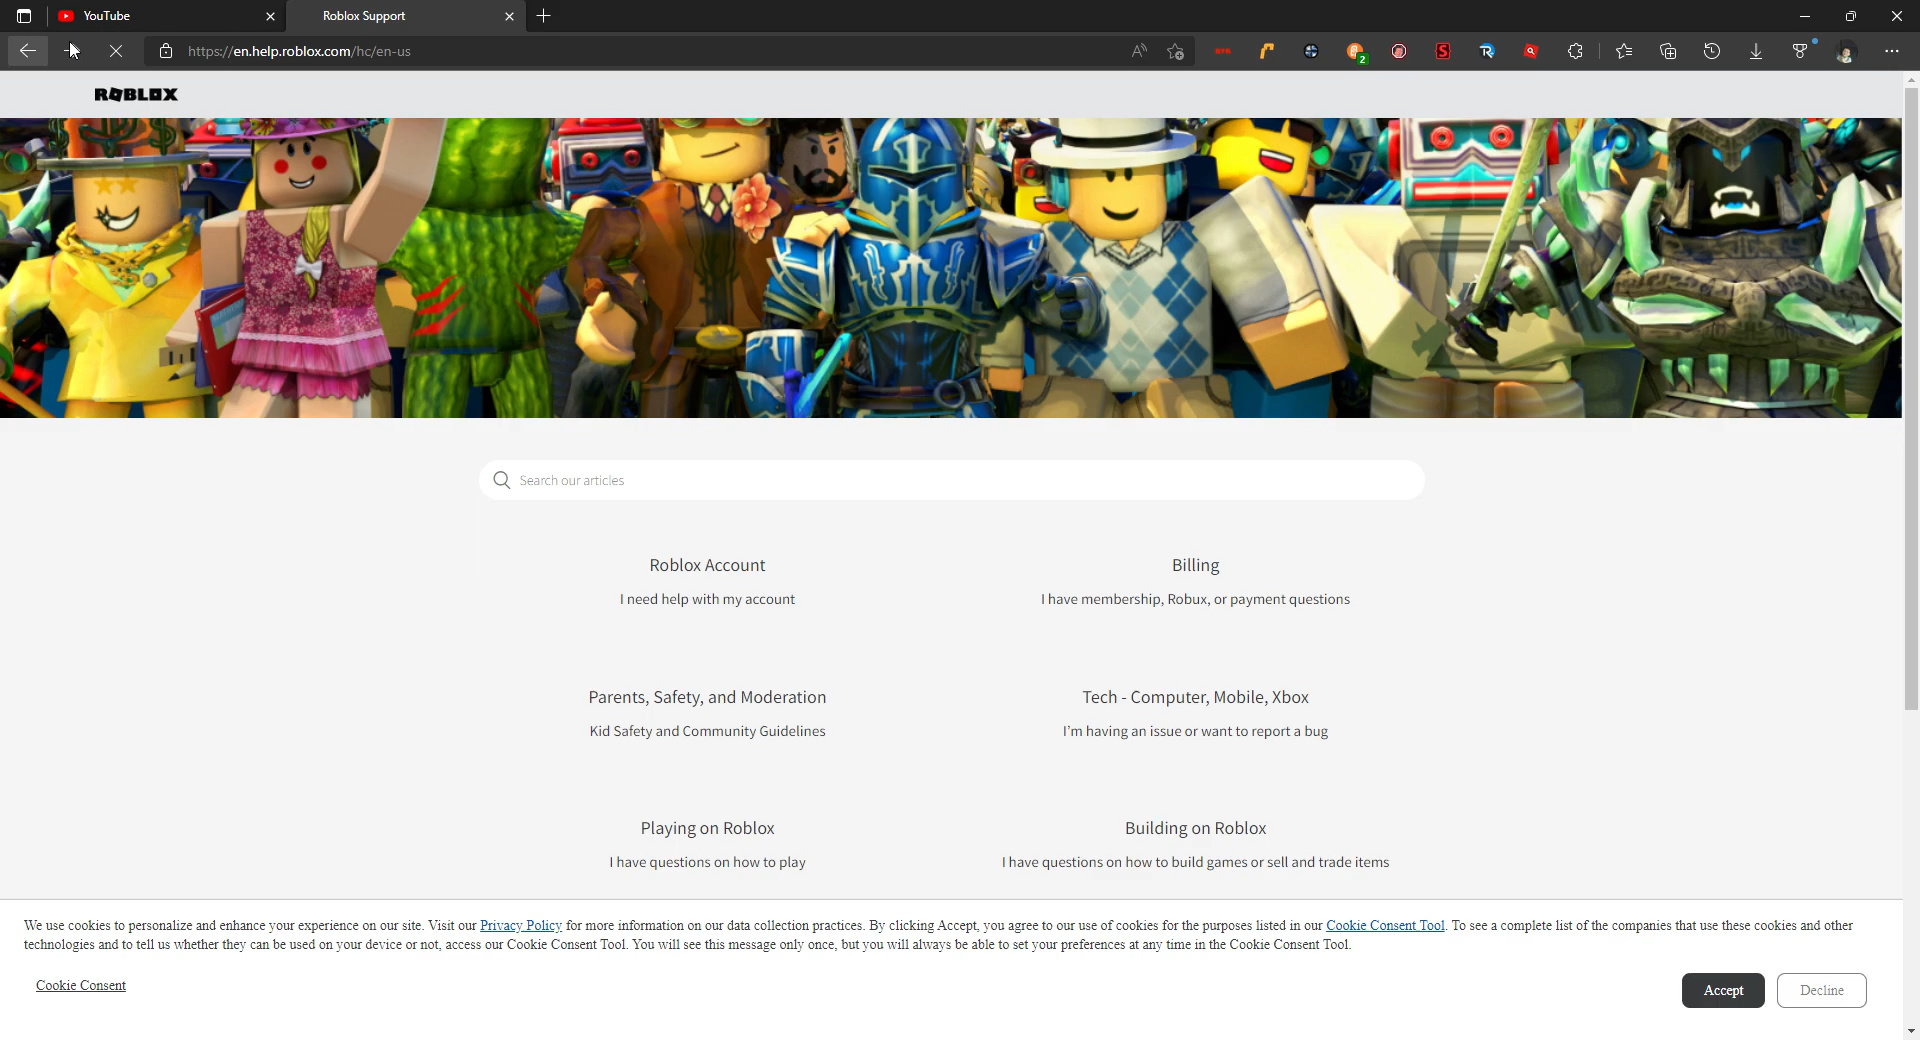 YouTube
Roblox Support
https://en.help.roblox.com/hc/en-us
2
ROBLOX
Search our articles
Roblox Account
Billing
I need help with my account
I have membership, Robux, or payment questions
Parents, Safety, and Moderation
Tech - Computer, Mobile, Xbox
Kid Safety and Community Guidelines
I'm having an issue or want to report a bug
Playing on Roblox
Building on Roblox
I have questions on how to play
I have questions on how to build games or sell and trade items
We use cookies to personalize and enhance your experience on our site. Visit our Privacy Policy for more information on our data collection practices. By clicking Accept, you agree to our use of cookies for the purposes listed in our Cookie Consent Tool. To see a complete list of the companies that use these cookies and other
technologies and to tell us whether they can be used on your device or not, access our Cookie Consent Tool. You will see this message only once, but you will always be able to set your preferences at any time in the Cookie Consent Tool.
Cookie Consent
Accept
Decline